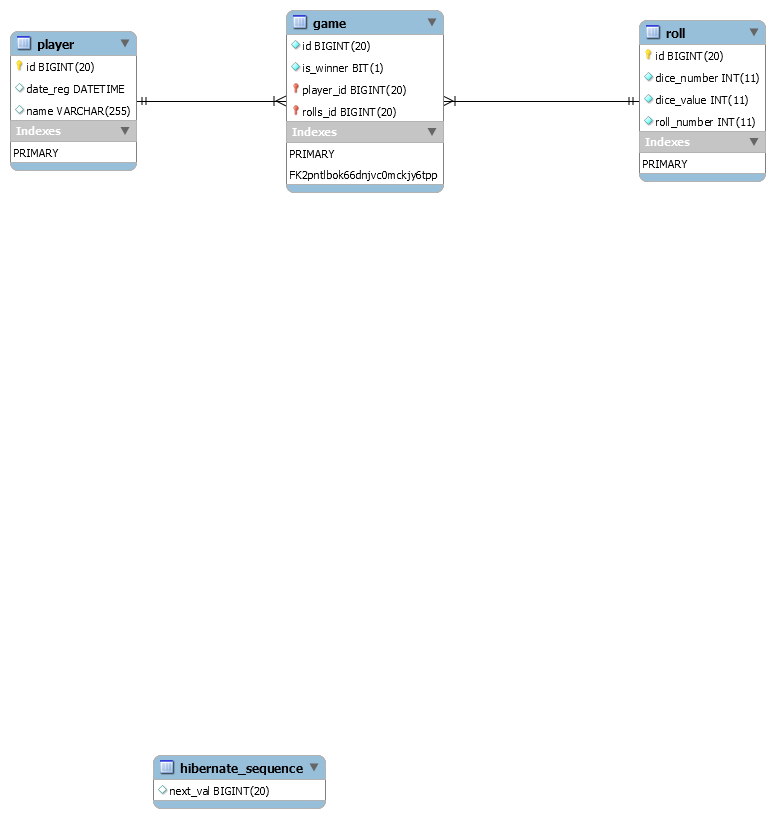 player
id BIGINT(20)
date_reg DATETIME
name VARCHAR(255)
Indexes
PRIMARY
game
id BIGINT(20)
is_winner BIT(1)
player_id BIGINT(20)
rolls_id BIGINT(20)
Indexes
PRIMARY
FK2pntlbok66dnjvc0mckjy6tpp
roll
id BIGINT(20)
dice_number INT(11)
dice_value INT(11)
roll_number INT(11)
Indexes
PRIMARY
hibernate_sequence
next_val BIGINT(20)